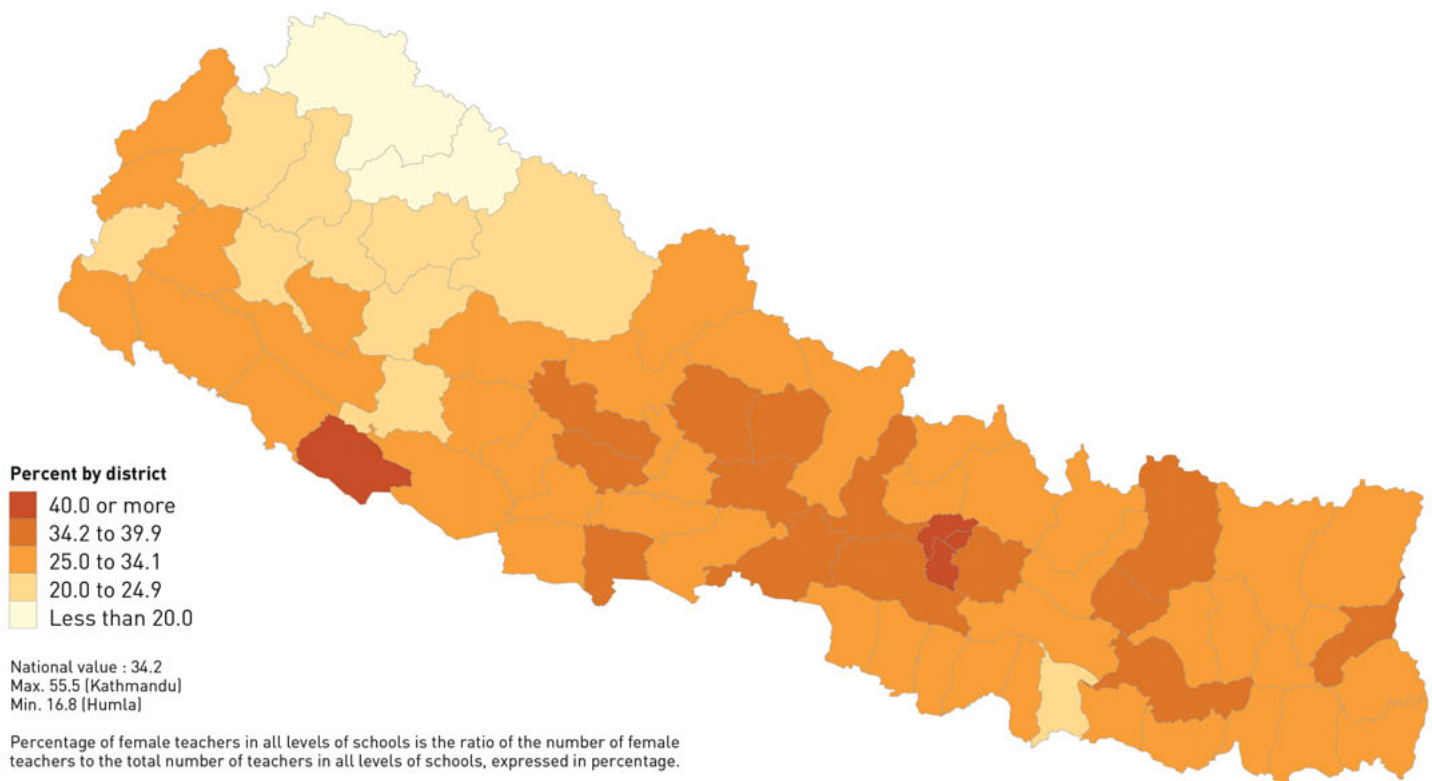 Percent by district
40.0 or more
34.2 to 39.9
25.0 to 34.1
20.0 to 24.9
Less than 20.0
National value : 34.2
Max. 55.5 (Kathmandu)
Min. 16.8 (Humla)
Percentage of female teachers in all levels of schools is the ratio of the number of female
teachers to the total number of teachers in all levels of schools, expressed in percentage.